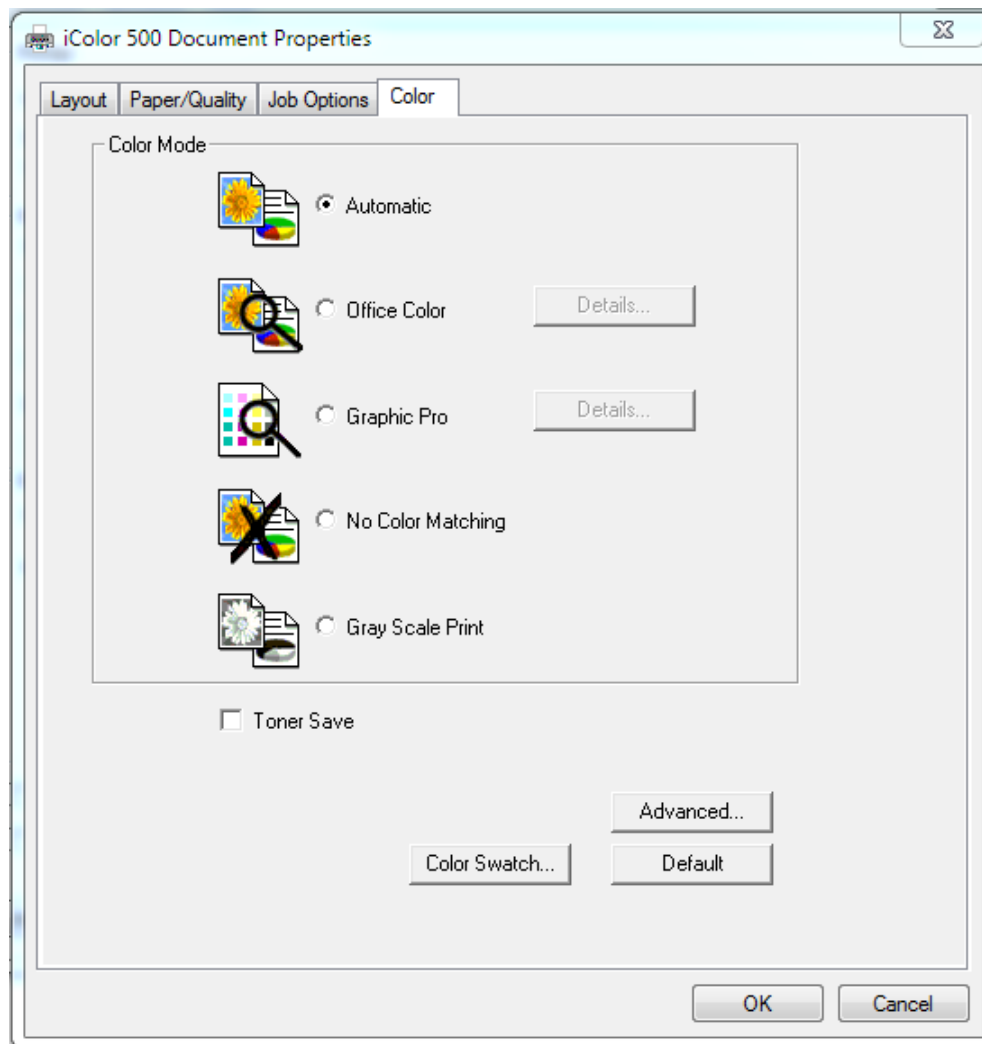 iColor 500 Document Properties
Layout Paper/Quality Job Options Color
Color Mode
Automatic
Office Color Details...
Graphic Pro Details...
No Color Matching
Gray Scale Print
Toner Save
Advanced...
Color Swatch... Default
OK Cancel